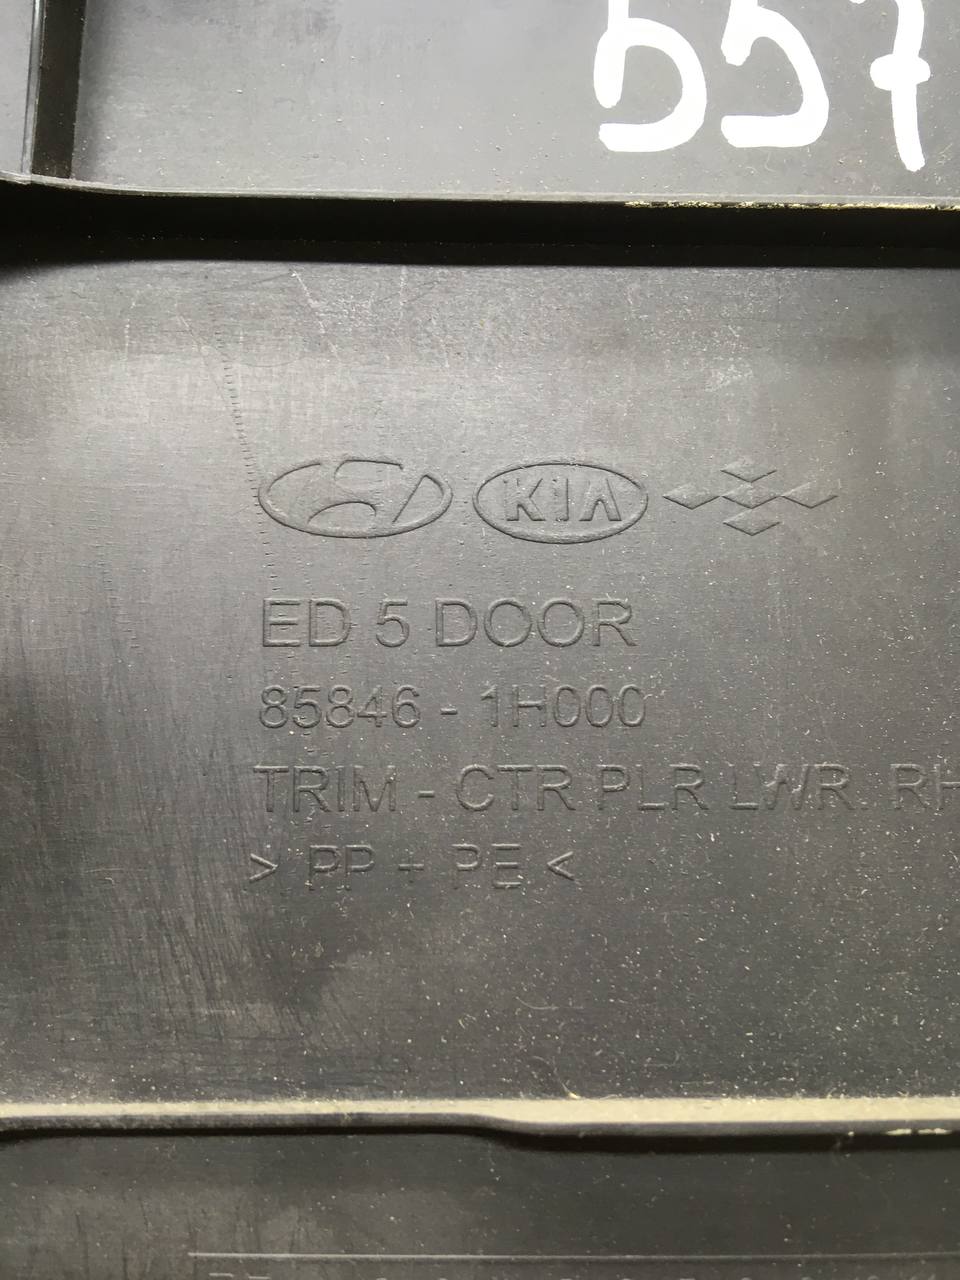 557
KIA
ED 5 DOOR
85846 - 1H000
TRIM - CTR PLR LWR. RH
> PP + PE <